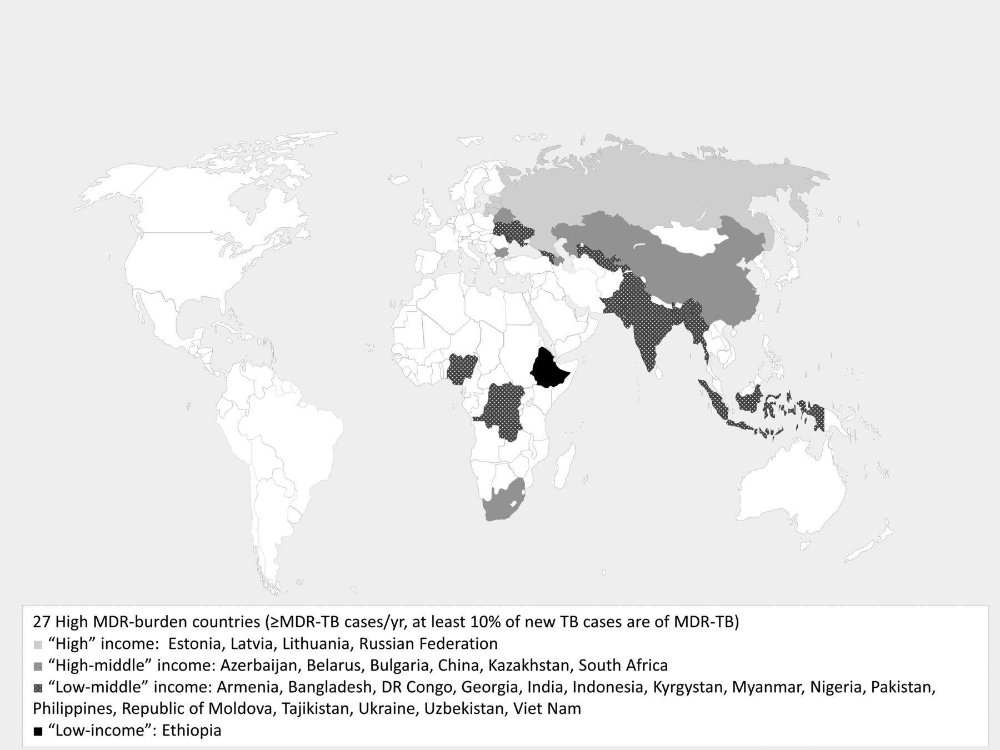 27 High MDR-burden countries (≥MDR-TB cases/yr, at least 10% of new TB cases are of MDR-TB)
“High” income:  Estonia, Latvia, Lithuania, Russian Federation
“High-middle” income: Azerbaijan, Belarus, Bulgaria, China, Kazakhstan, South Africa
“Low-middle” income: Armenia, Bangladesh, DR Congo, Georgia, India, Indonesia, Kyrgystan, Myanmar, Nigeria, Pakistan,
Philippines, Republic of Moldova, Tajikistan, Ukraine, Uzbekistan, Viet Nam
“Low-income”: Ethiopia